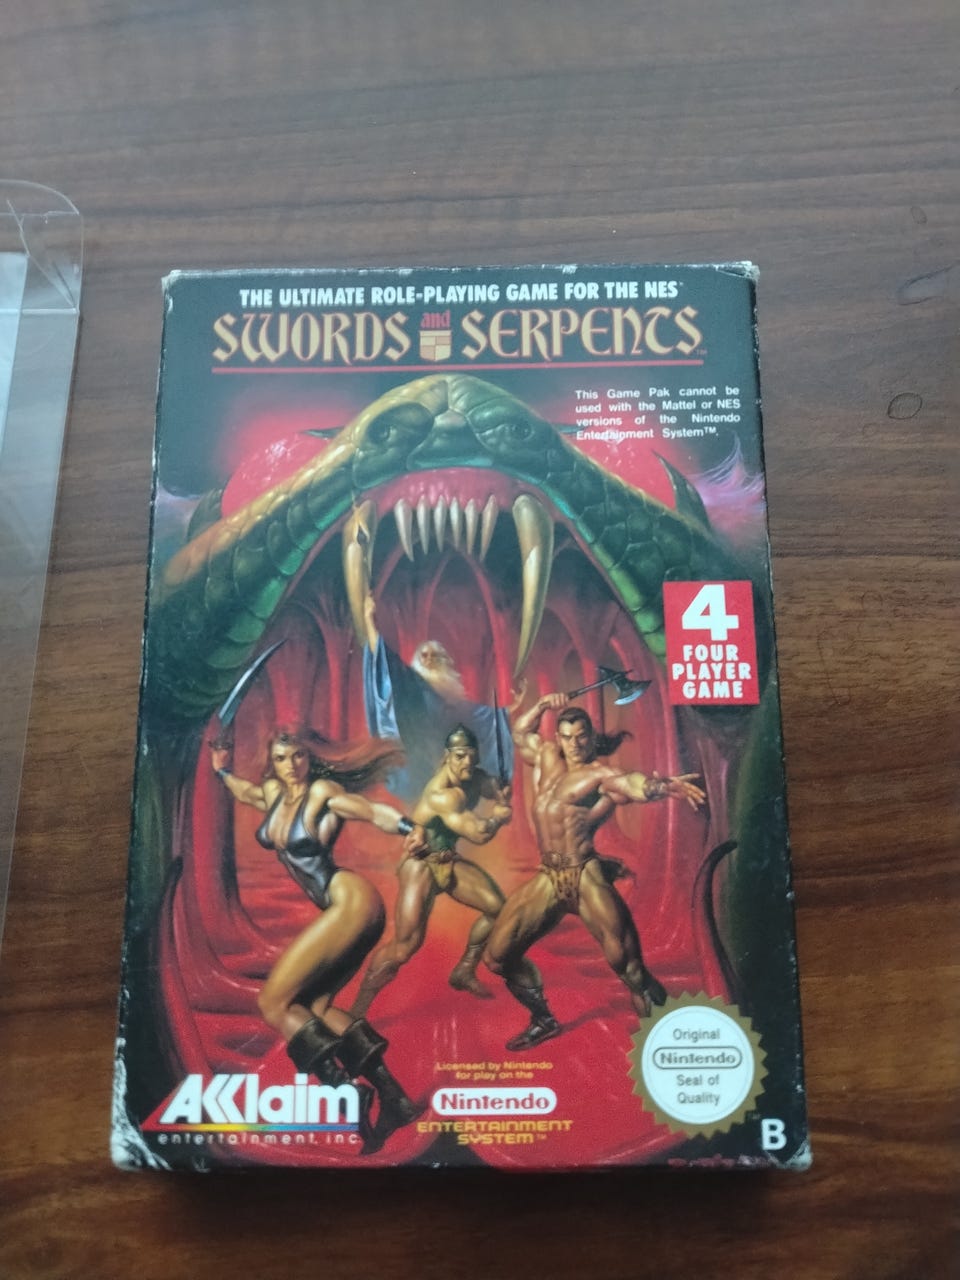 THE ULTIMATE ROLE-PLAYING GAME FOR THE NES™
SWORDS and SERPENTS™
This Game Pak cannot be
used with the Mattel or NES
versions of the Nintendo
Entertainment System™.
4
FOUR
PLAYER
GAME
Original
Nintendo
Seal of
Quality
Licensed by Nintendo
for play on the
Nintendo
ENTERTAINMENT
SYSTEM™
AKKlaim
entertainment, inc.
B